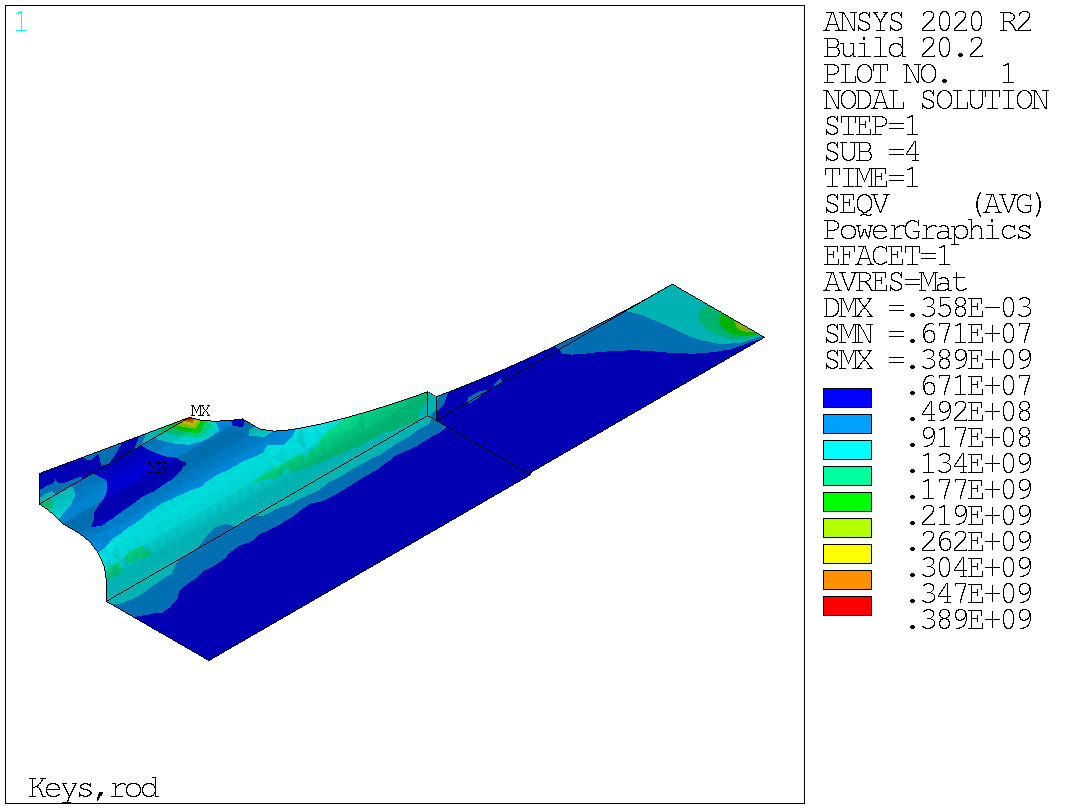 1
ANSYS 2020 R2
Build 20.2
PLOT NO.   1
NODAL SOLUTION
STEP=1
SUB =4
TIME=1
SEQV     (AVG)
PowerGraphics
EFACET=1
AVRES=Mat
DMX =.358E-03
SMN =.671E+07
SMX =.389E+09
.671E+07
.492E+08
.917E+08
.134E+09
.177E+09
.219E+09
.262E+09
.304E+09
.347E+09
.389E+09
MX
MN
Keys,rod